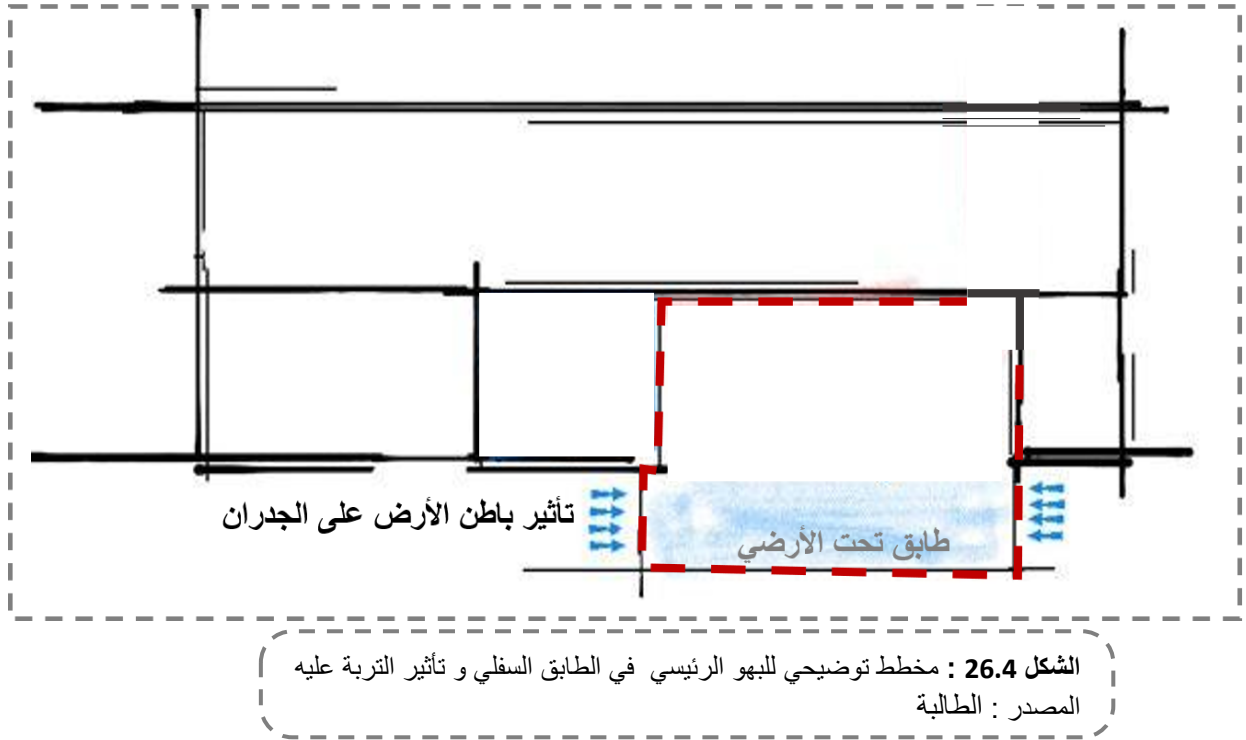 تأثير باطن الأرض على الجدران
طابق تحت الأرضي
الشكل 26.4 : مخطط توضيحي للبهو الرئيسي في الطابق السفلي و تأثير التربة عليه
المصدر : الطالبة